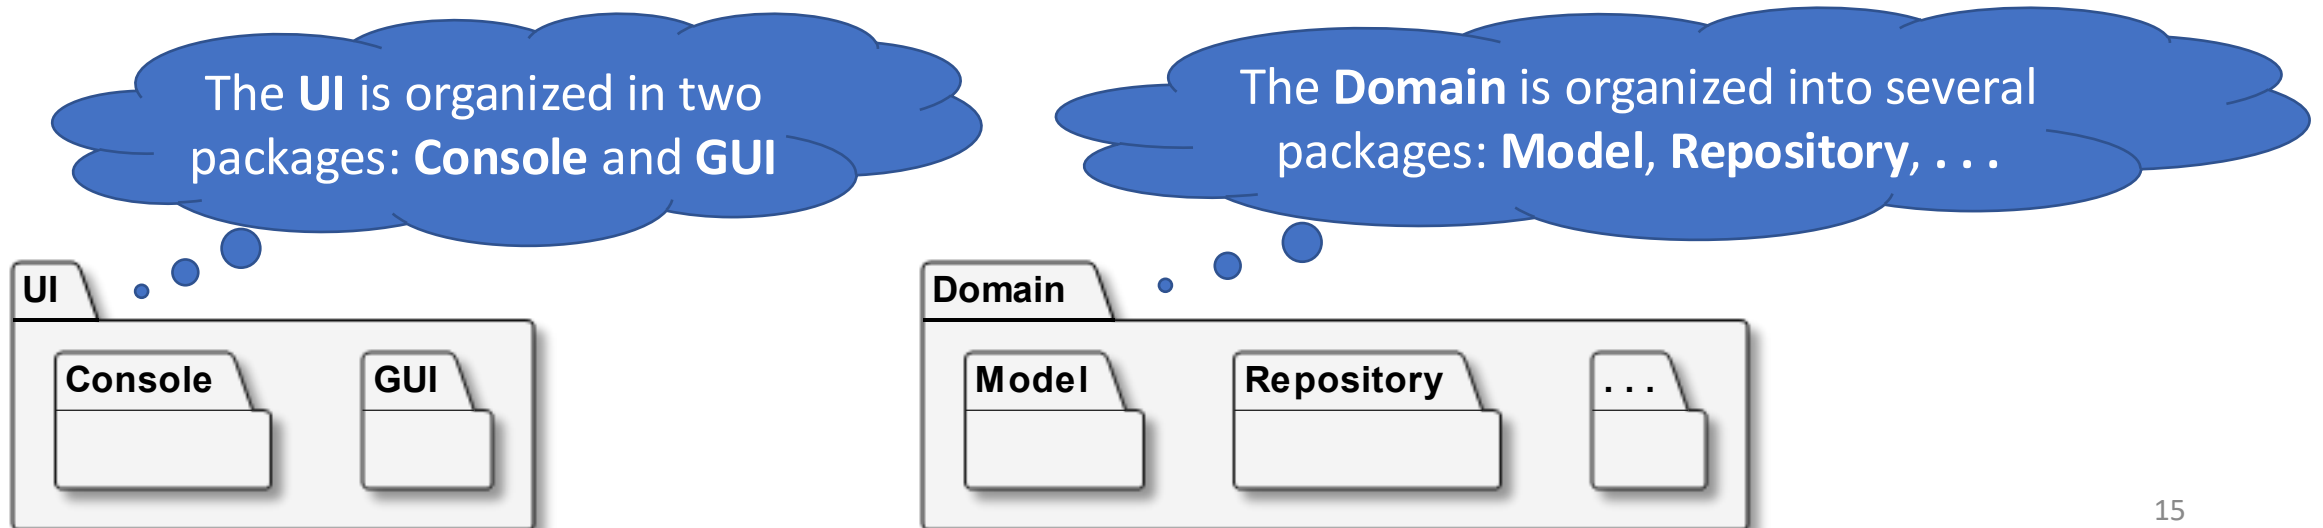 The UI is organized in two
packages: Console and GUI
The Domain is organized into several
packages: Model, Repository, . . .
UI
Console
GUI
Domain
Model
Repository
. . .
15